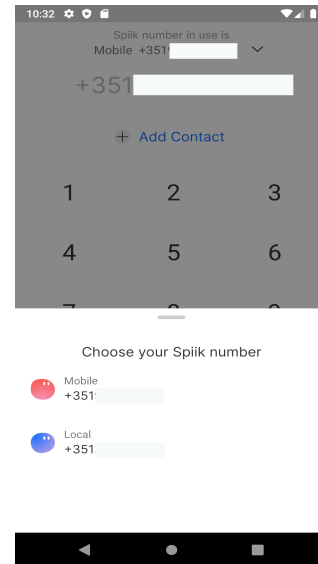 10:32
Spiik number in use is
Mobile +351
+351
+ Add Contact
1 2 3
4 5 6
Choose your Spiik number
Mobile
+351
Local
+351